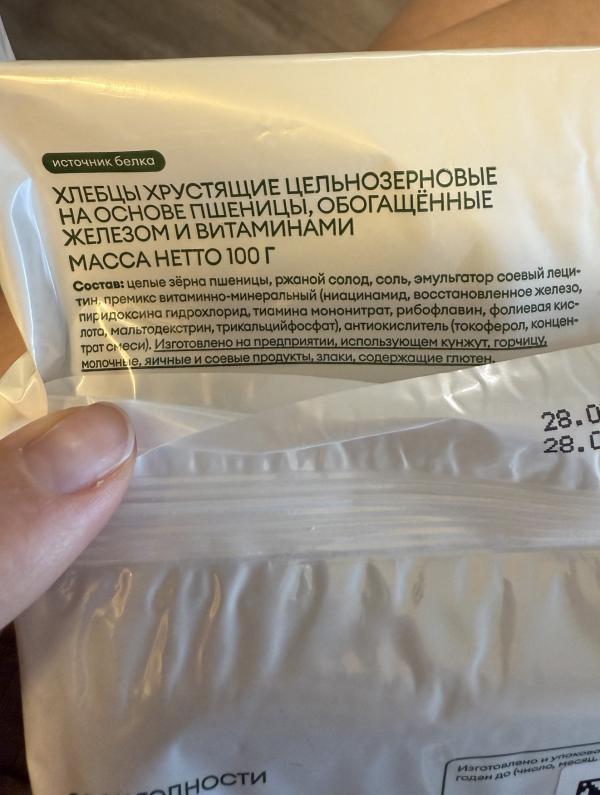 источник белка
ХЛЕБЦЫ ХРУСТЯЩИЕ ЦЕЛЬНОЗЕРНОВЫЕ
НА ОСНОВЕ ПШЕНИЦЫ, ОБОГАЩЁННЫЕ
ЖЕЛЕЗОМ И ВИТАМИНАМИ
МАССА НЕТТО 100 Г
Состав: целые зёрна пшеницы, ржаной солод, соль, эмульгатор соевый леци-
тин, премикс витаминно-минеральный (ниацинамид, восстановленное железо,
пиридоксина гидрохлорид, тиамина мононитрат, рибофлавин, фолиевая кис-
лота, мальтодекстрин, трикальцийфосфат), антиокислитель (токоферол, концен-
трат смеси). Изготовлено на предприятии, использующем кунжут, горчицу,
молочные, яичные и соевые продукты, злаки, содержащие глютен.
28.0
28.0
Изготовлено и
годен до (число, месяц,